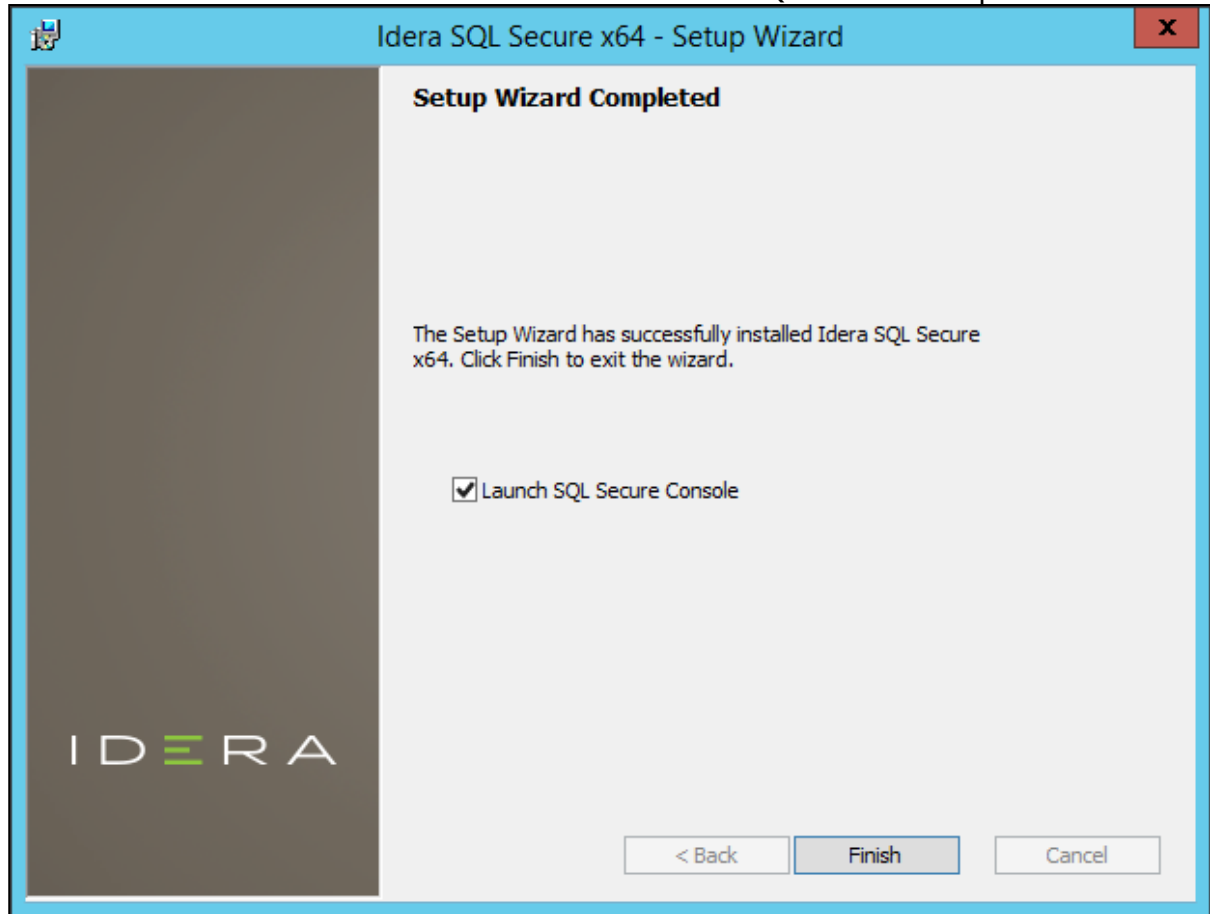 Idera SQL Secure x64 - Setup Wizard
x
Setup Wizard Completed
The Setup Wizard has successfully installed Idera SQL Secure
x64. Click Finish to exit the wizard.
Launch SQL Secure Console
IDERA
< Back
Finish
Cancel